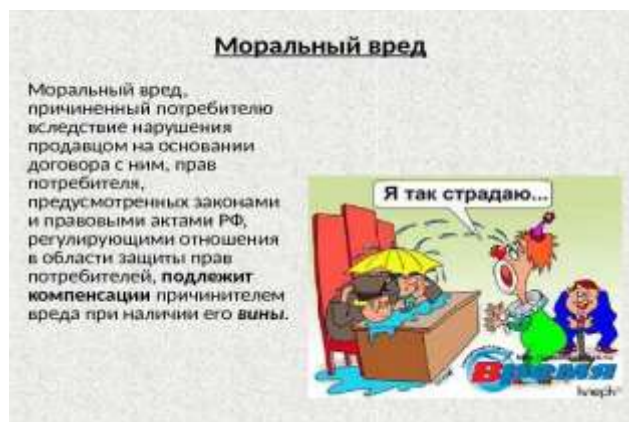 Моральный вред
Моральный вред,
причиненный потребителю
вследствие нарушения
продавцом на основании
договора с ним, прав
потребителя,
предусмотренных законами
и правовыми актами РФ,
регулирующими отношения
в области защиты прав
потребителей, подлежит
компенсации причинителем
вреда при наличии его вины.
Я так страдаю...
Время